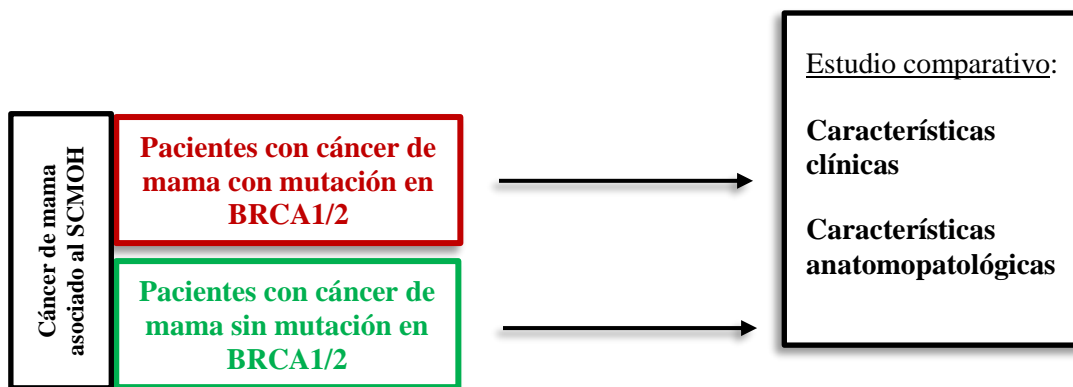 Cáncer de mama
asociado al SCMOH
Pacientes con cáncer de
mama con mutación en
BRCA1/2
Pacientes con cáncer de
mama sin mutación en
BRCA1/2
Estudio comparativo:
Características
clínicas
Características
anatomopatológicas